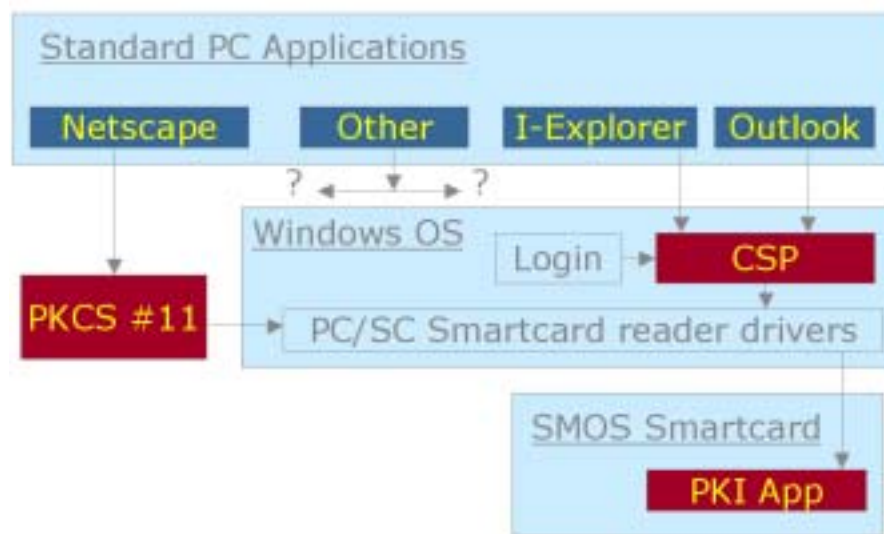 Standard PC Applications
Netscape
Other
I-Explorer
Outlook
? ?
Windows OS
Login
CSP
PKCS #11
PC/SC Smartcard reader drivers
SMOS Smartcard
PKI App